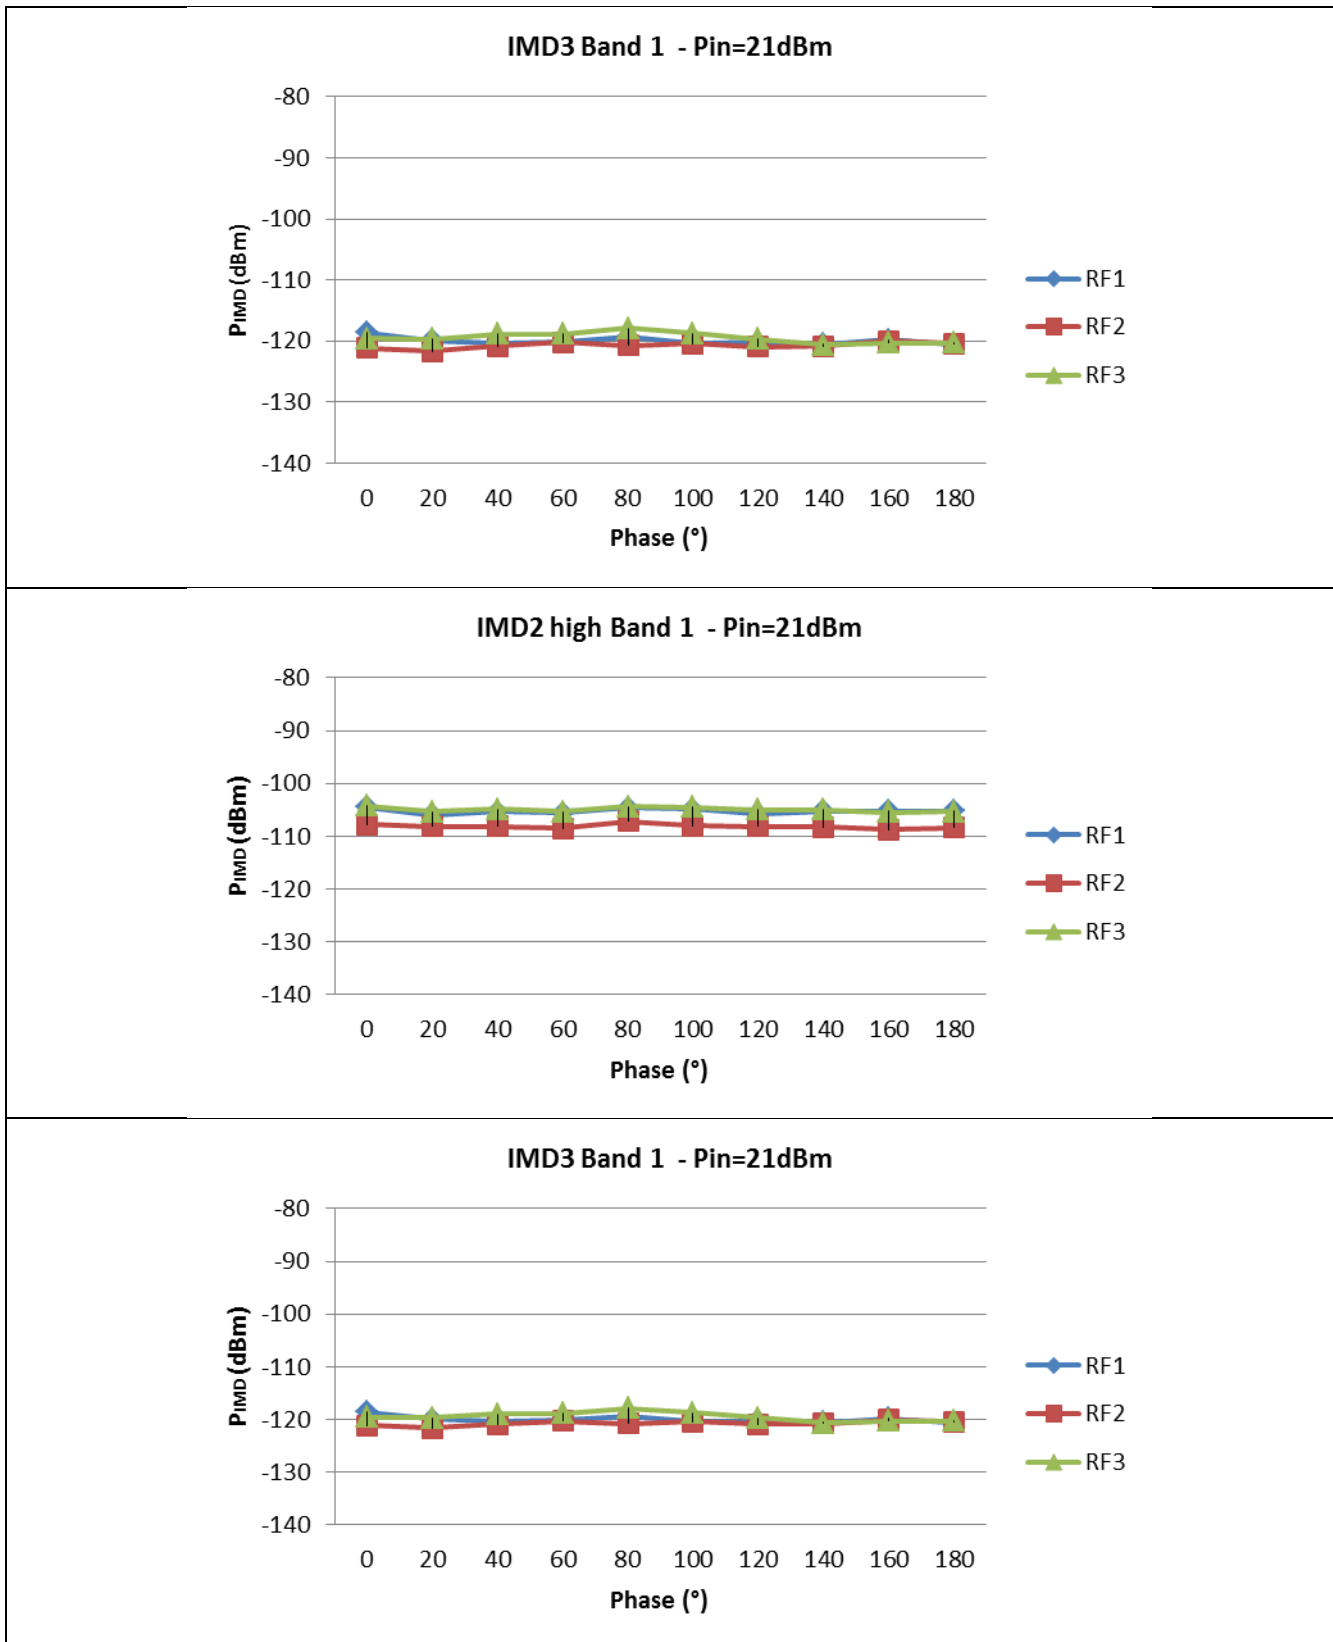 IMD3 Band 1 - Pin=21dBm
-80
-90
-100
-110
-120
-130
-140
PIMD (dBm)
0 20 40 60 80 100 120 140 160 180
Phase (°)
RF1
RF2
RF3
IMD2 high Band 1 - Pin=21dBm
-80
-90
-100
-110
-120
-130
-140
PIMD (dBm)
0 20 40 60 80 100 120 140 160 180
Phase (°)
RF1
RF2
RF3
IMD3 Band 1 - Pin=21dBm
-80
-90
-100
-110
-120
-130
-140
PIMD (dBm)
0 20 40 60 80 100 120 140 160 180
Phase (°)
RF1
RF2
RF3